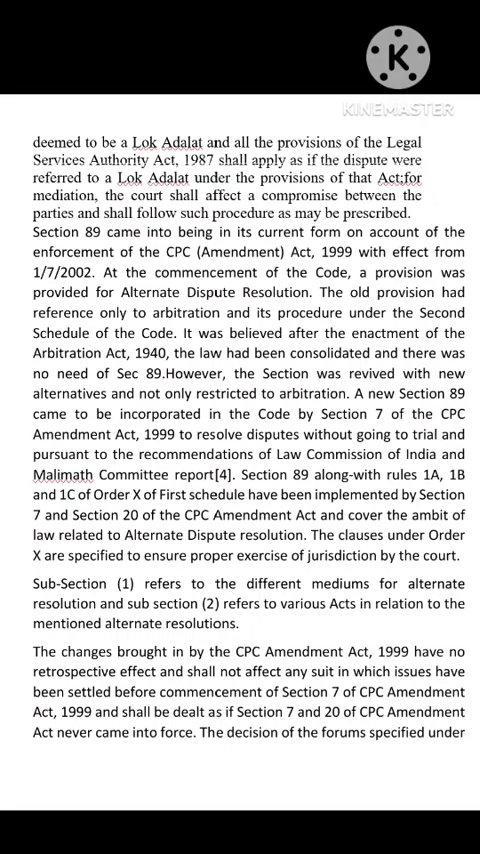 K
KINEMASTER
deemed to be a Lok Adalat and all the provisions of the Legal
Services Authority Act, 1987 shall apply as if the dispute were
referred to a Lok Adalat under the provisions of that Act;for
mediation, the court shall affect a compromise between the
parties and shall follow such procedure as may be prescribed.
Section 89 came into being in its current form on account of the
enforcement of the CPC (Amendment) Act, 1999 with effect from
1/7/2002. At the commencement of the Code, a provision was
provided for Alternate Dispute Resolution. The old provision had
reference only to arbitration and its procedure under the Second
Schedule of the Code. It was believed after the enactment of the
Arbitration Act, 1940, the law had been consolidated and there was
no need of Sec 89.However, the Section was revived with new
alternatives and not only restricted to arbitration. A new Section 89
came to be incorporated in the Code by Section 7 of the CPC
Amendment Act, 1999 to resolve disputes without going to trial and
pursuant to the recommendations of Law Commission of India and
Malimath Committee report[4]. Section 89 along-with rules 1A, 1B
and 1C of Order X of First schedule have been implemented by Section
7 and Section 20 of the CPC Amendment Act and cover the ambit of
law related to Alternate Dispute resolution. The clauses under Order
X are specified to ensure proper exercise of jurisdiction by the court.
Sub-Section (1) refers to the different mediums for alternate
resolution and sub section (2) refers to various Acts in relation to the
mentioned alternate resolutions.
The changes brought in by the CPC Amendment Act, 1999 have no
retrospective effect and shall not affect any suit in which issues have
been settled before commencement of Section 7 of CPC Amendment
Act, 1999 and shall be dealt as if Section 7 and 20 of CPC Amendment
Act never came into force. The decision of the forums specified under